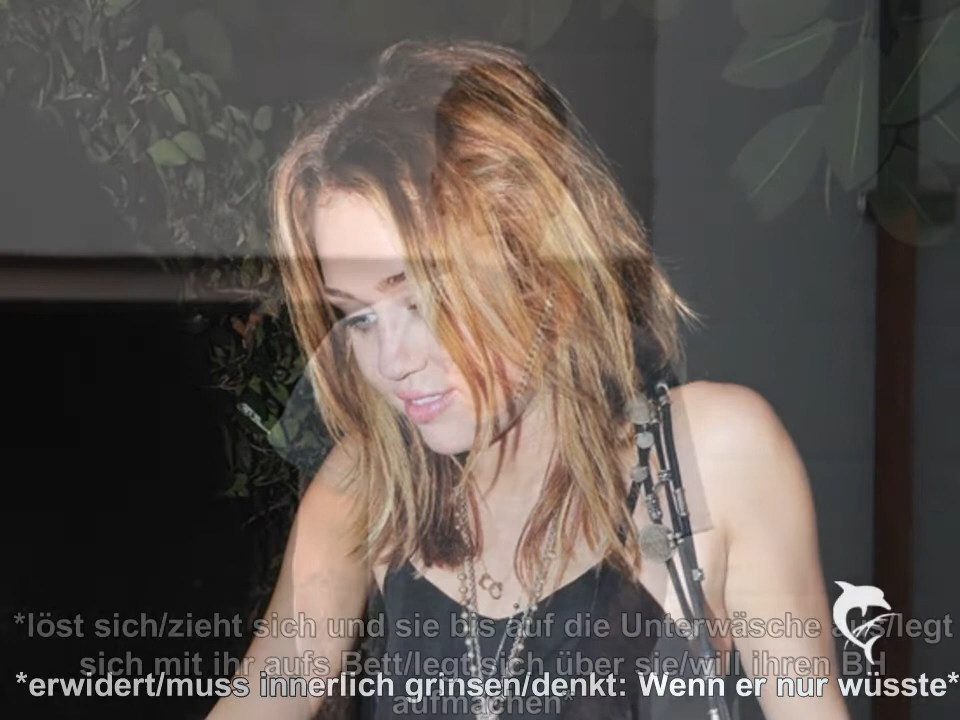 *löst sich/zieht sich und sie bis auf die Unterwäsche aus/legt
sich mit ihr aufs Bett/legt sich über sie/will ihren BH
*erwidert/muss innerlich grinsen/denkt: Wenn er nur wüsste*
aufmachen*